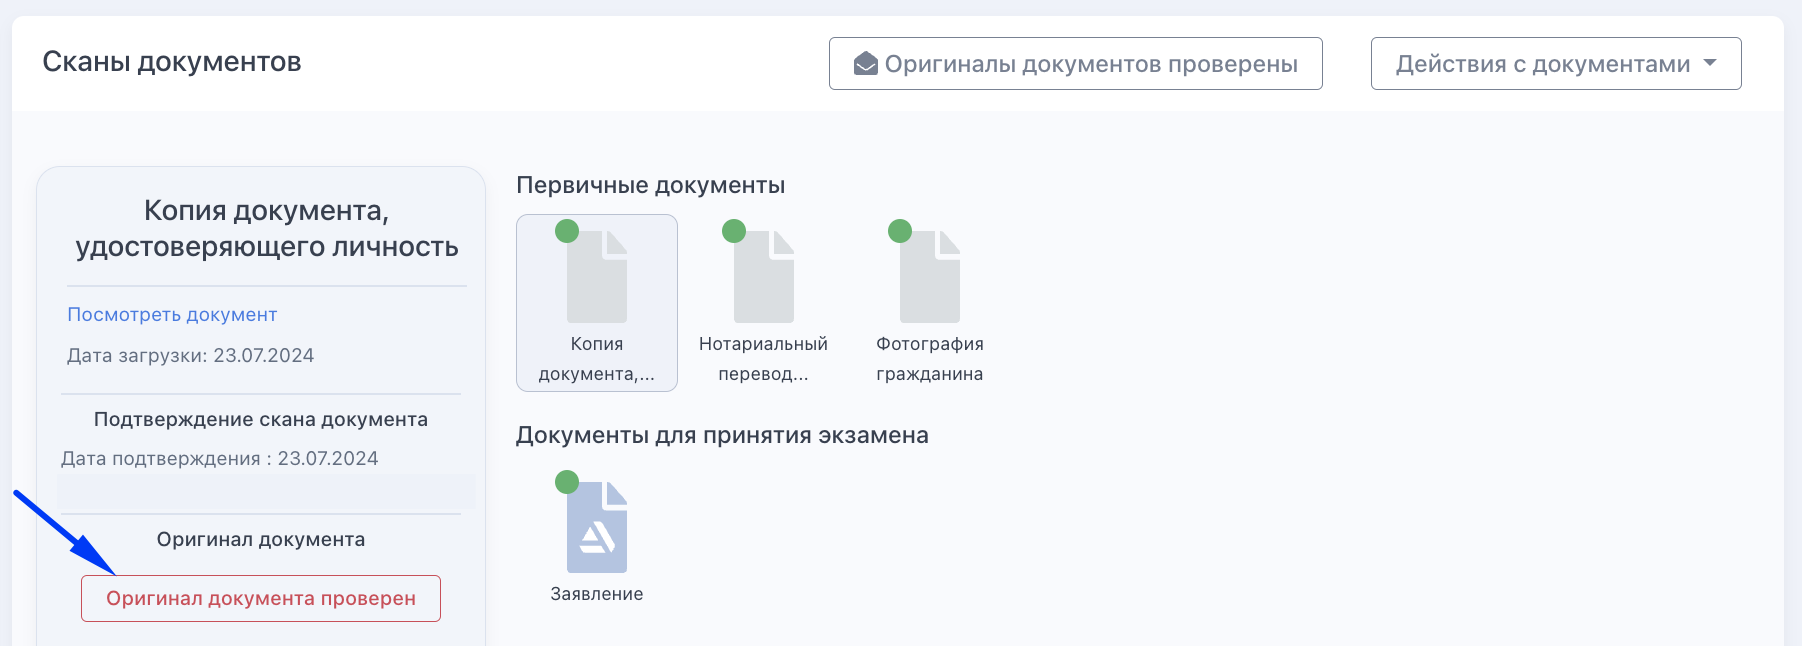 Сканы документов
Оригиналы документов проверены
Действия с документами
Копия документа,
удостоверяющего личность
Посмотреть документ
Дата загрузки: 23.07.2024
Подтверждение скана документа
Дата подтверждения : 23.07.2024
Оригинал документа
Оригинал документа проверен
Первичные документы
Копия
документа,...
Нотариальный
перевод...
Фотография
гражданина
Документы для принятия экзамена
Заявление